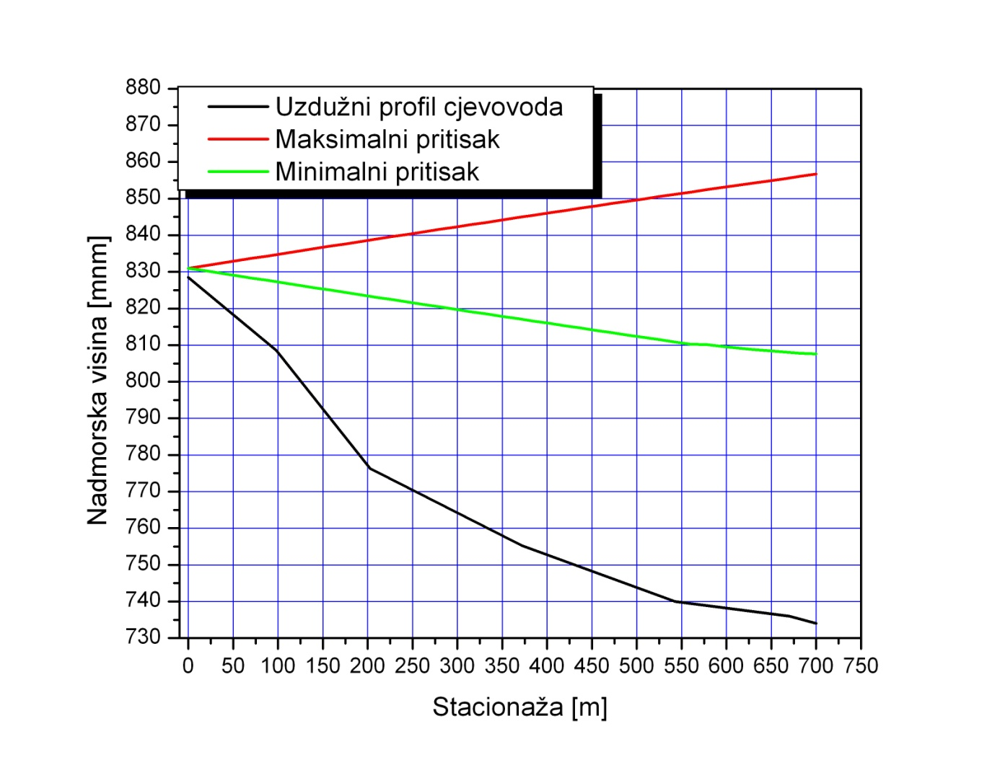 Uzdužni profil cjevovoda
Maksimalni pritisak
Minimalni pritisak
Nadmorska visina [mnm]
880
870
860
850
840
830
820
810
800
790
780
770
760
750
740
730
0 50 100 150 200 250 300 350 400 450 500 550 600 650 700 750
Stacionaža [m]